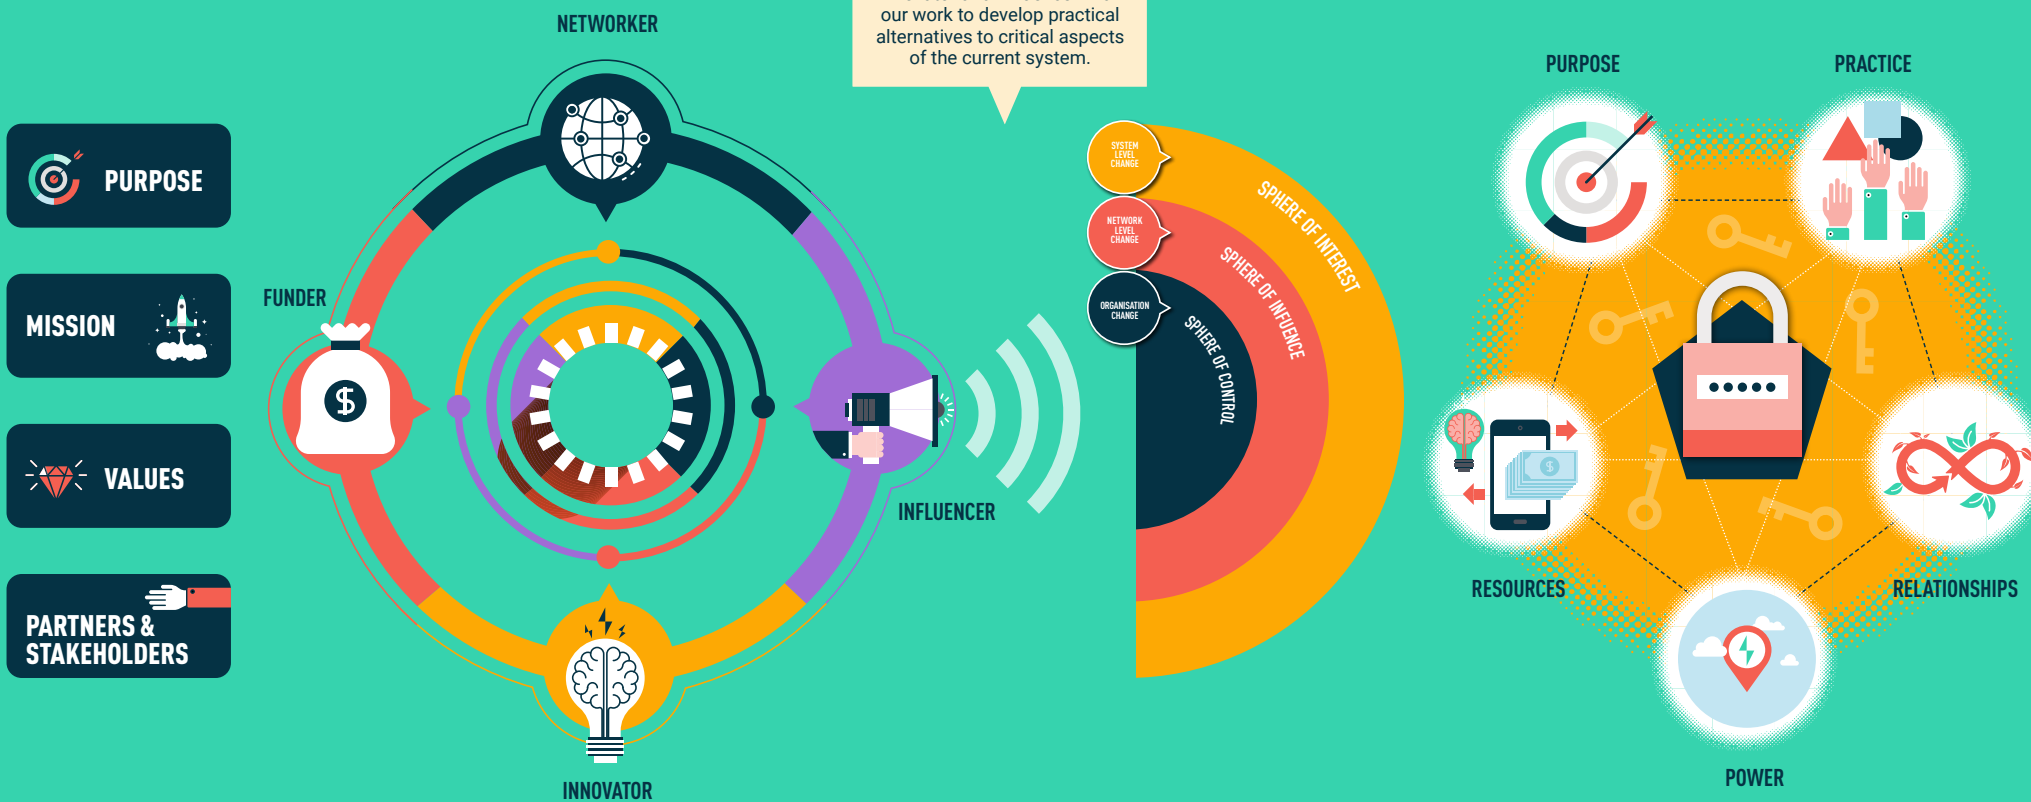 our work to develop practical
alternatives to critical aspects
of the current system.
PURPOSE
MISSION
VALUES
PARTNERS &
STAKEHOLDERS
NETWORKER
FUNDER
$
INFLUENCER
INNOVATOR
SYSTEM
LEVEL
CHANGE
NETWORK
LEVEL
CHANGE
ORGANISATION
CHANGE
SPHERE OF INTEREST
SPHERE OF INFUENCE
SPHERE OF CONTROL
PURPOSE
PRACTICE
RESOURCES
$
RELATIONSHIPS
POWER